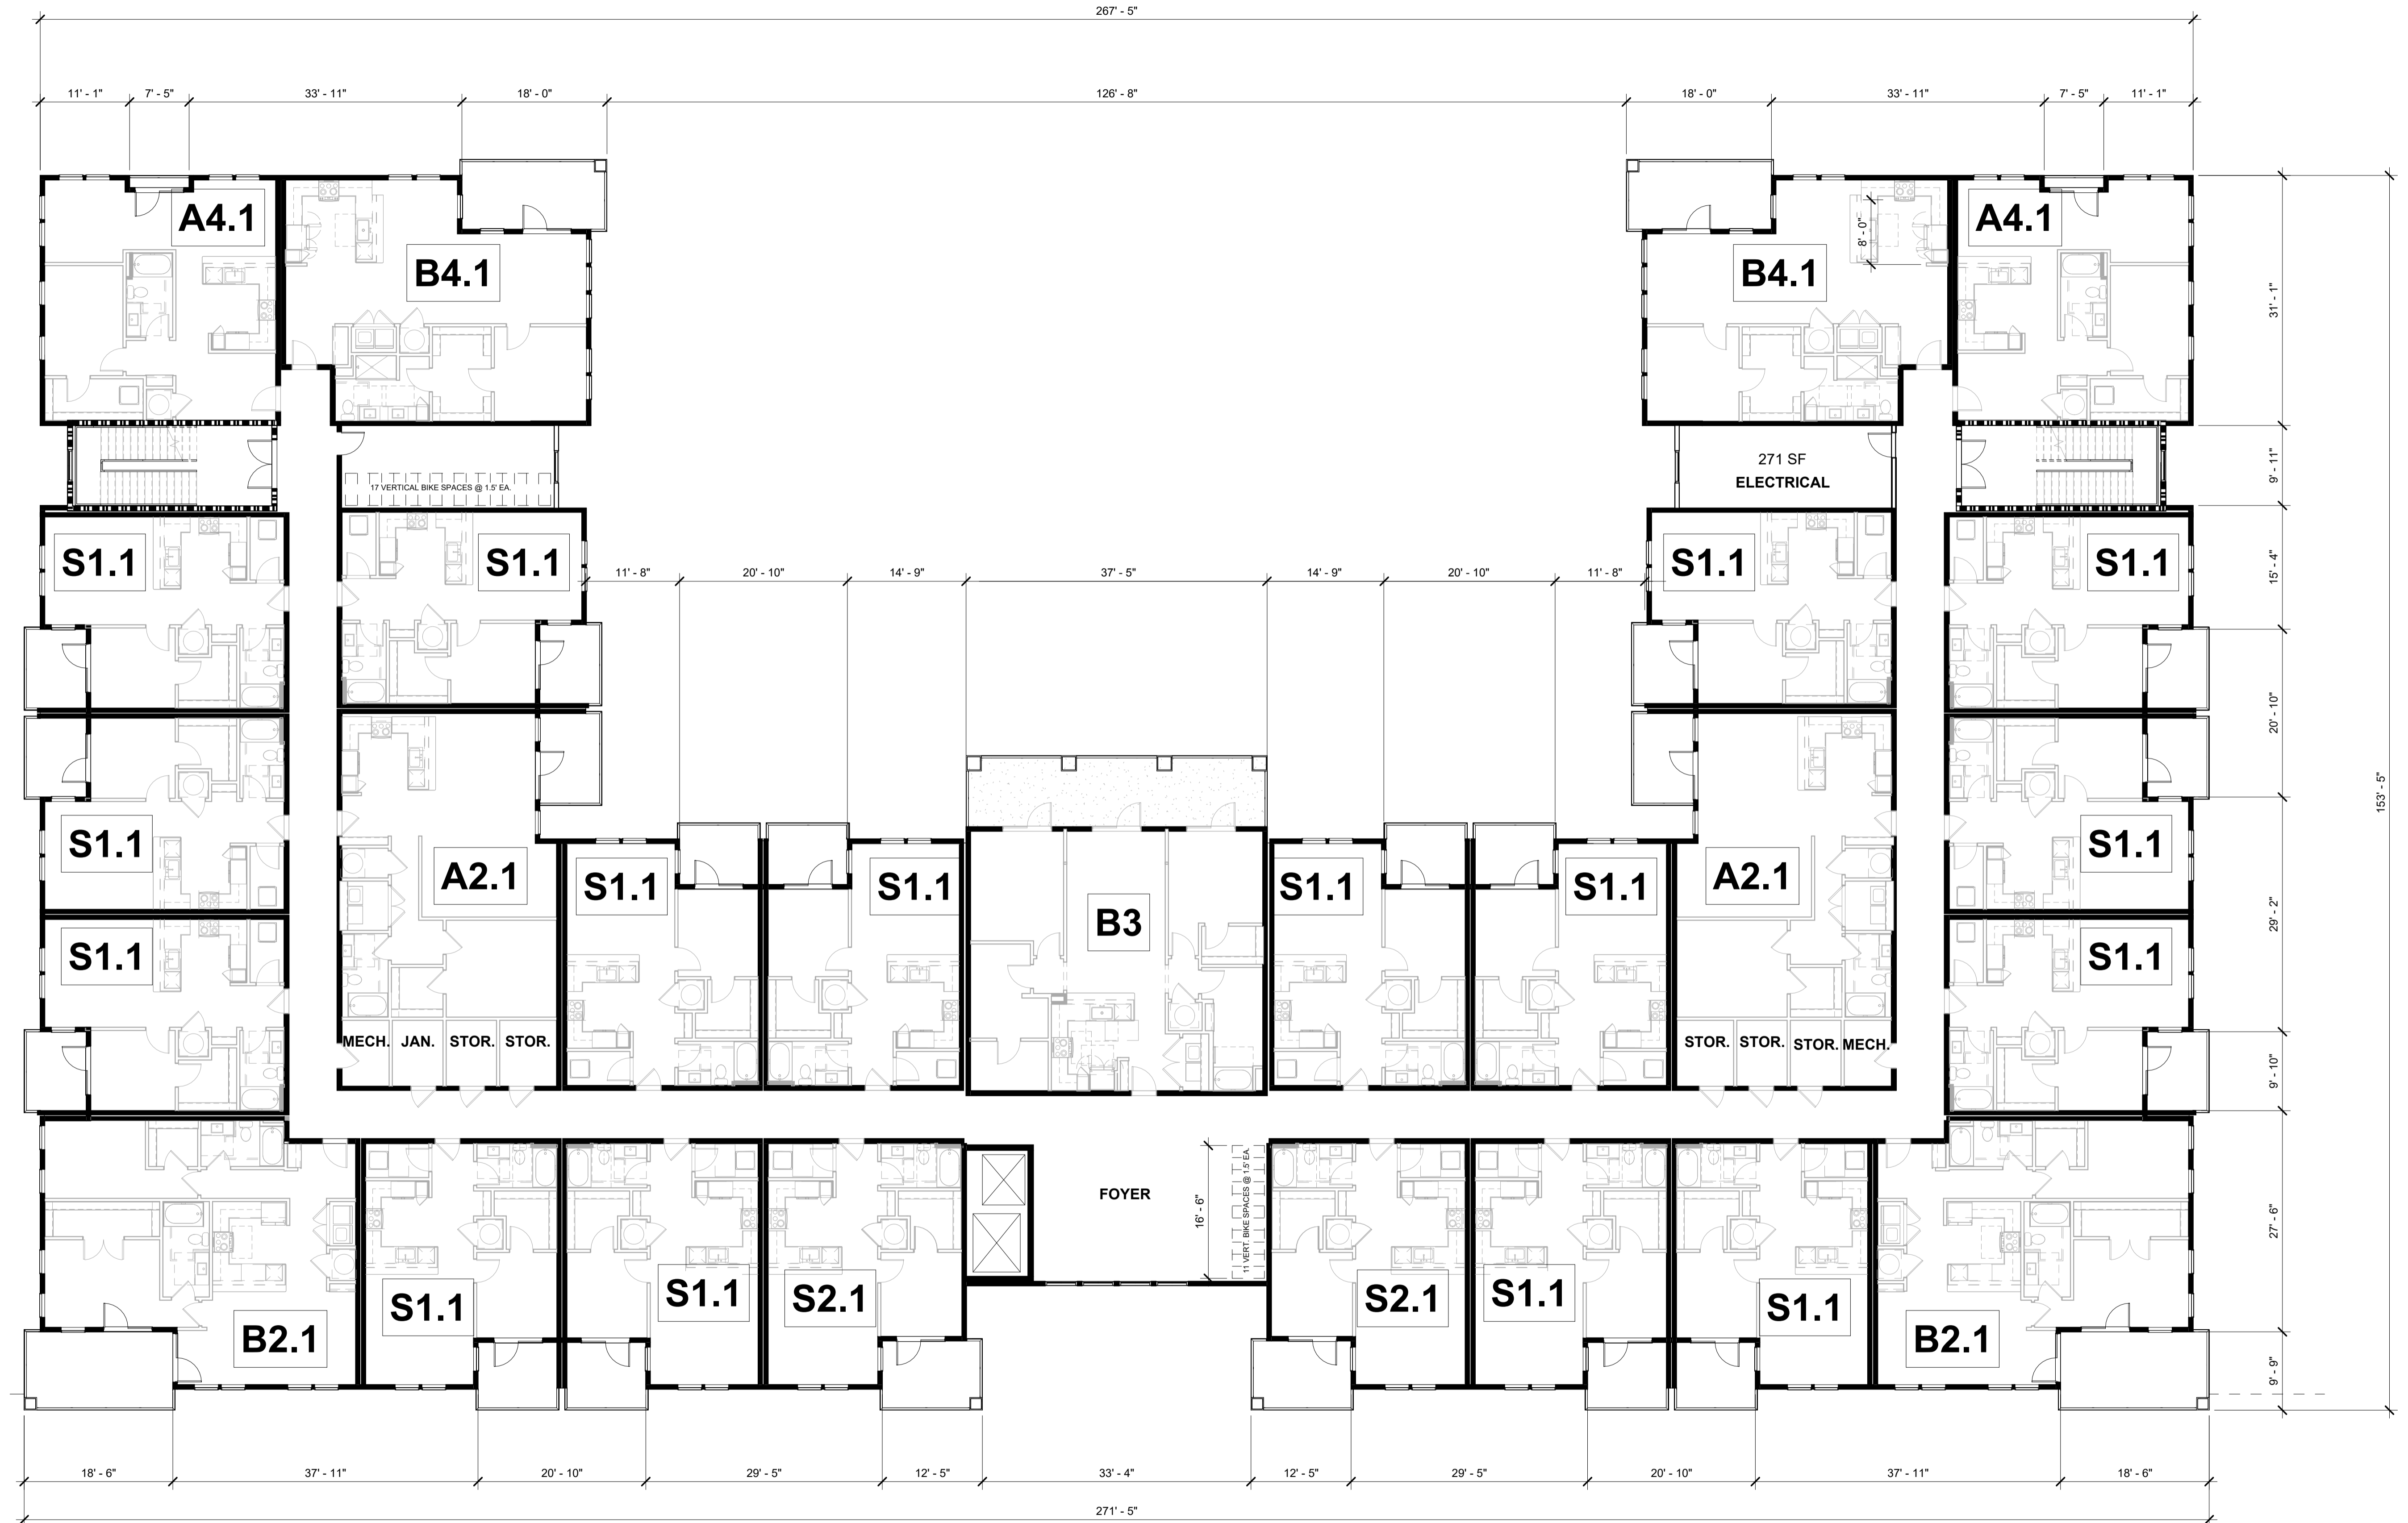 267' - 5"
11' - 1" 7' - 5" 33' - 11" 18' - 0" 126' - 8" 18' - 0" 33' - 11" 7' - 5" 11' - 1"
A4.1 B4.1 B4.1 8' - 0" A4.1
31' - 1"
271 SF
ELECTRICAL
17 VERTICAL BIKE SPACES @ 1.5' EA.
9' - 11"
S1.1 S1.1 S1.1 S1.1
11' - 8" 20' - 10" 14' - 9" 37' - 5" 14' - 9" 20' - 10" 11' - 8"
15' - 4"
20' - 10"
153' - 5"
S1.1 A2.1 S1.1 S1.1 B3 S1.1 S1.1 A2.1 S1.1
29' - 2"
S1.1 S1.1
MECH. JAN. STOR. STOR. STOR. STOR. STOR. MECH.
9' - 10"
FOYER
16' - 6"
11 VERT. BIKE SPACES @ 1.5' EA.
27' - 6"
B2.1 S1.1 S1.1 S2.1 S2.1 S1.1 S1.1 B2.1
9' - 9"
18' - 6" 37' - 11" 20' - 10" 29' - 5" 12' - 5" 33' - 4" 12' - 5" 29' - 5" 20' - 10" 37' - 11" 18' - 6"
271' - 5"